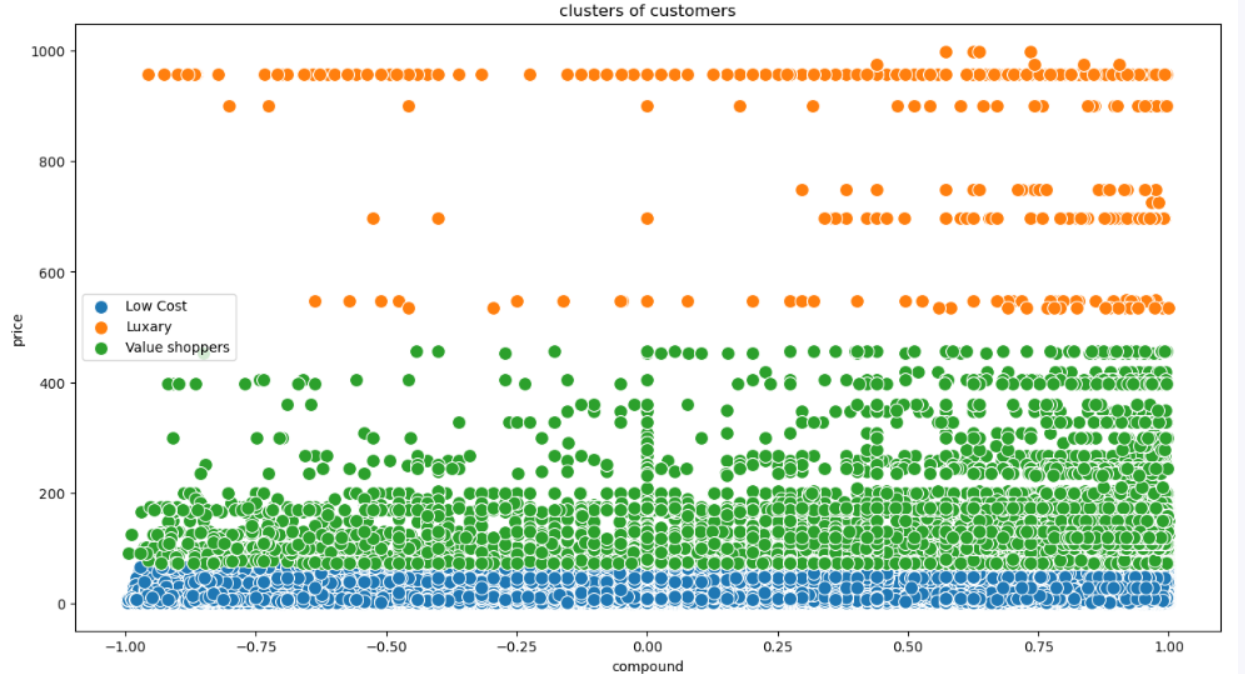 clusters of customers
1000
800
600
400
200
0
price
Low Cost
Luxary
Value shoppers
−1.00 −0.75 −0.50 −0.25 0.00 0.25 0.50 0.75 1.00
compound